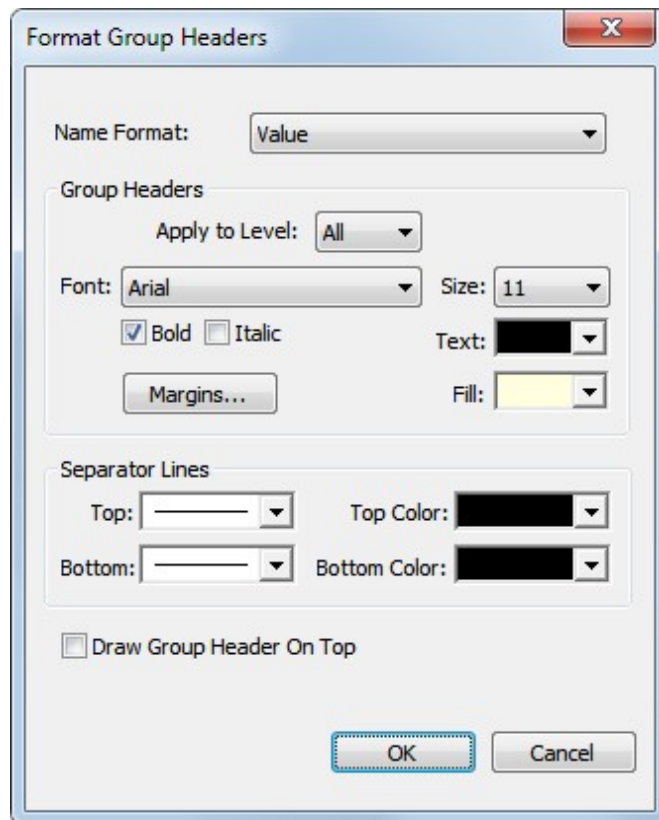 Format Group Headers
Name Format: Value
Group Headers
Apply to Level: All
Font: Arial Size: 11
Bold Italic Text:
Margins... Fill:
Separator Lines
Top: Top Color:
Bottom: Bottom Color:
Draw Group Header On Top
OK Cancel